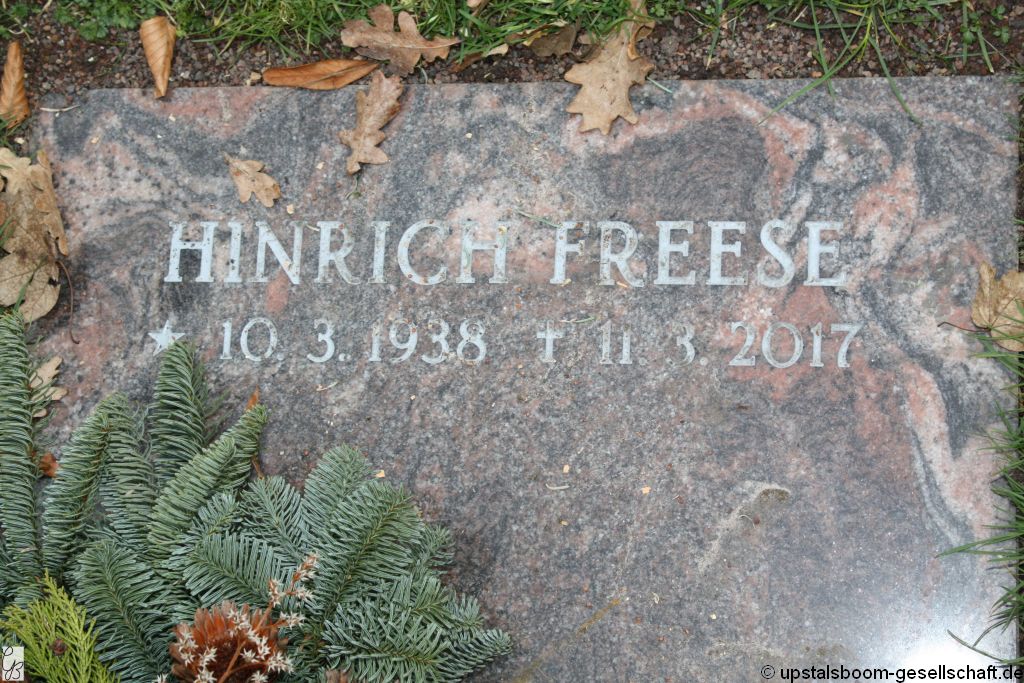 HINRICH FREESE
★ 10. 3. 1938 ✝ 11. 3. 2017
© upstalsboom-gesellschaft.de